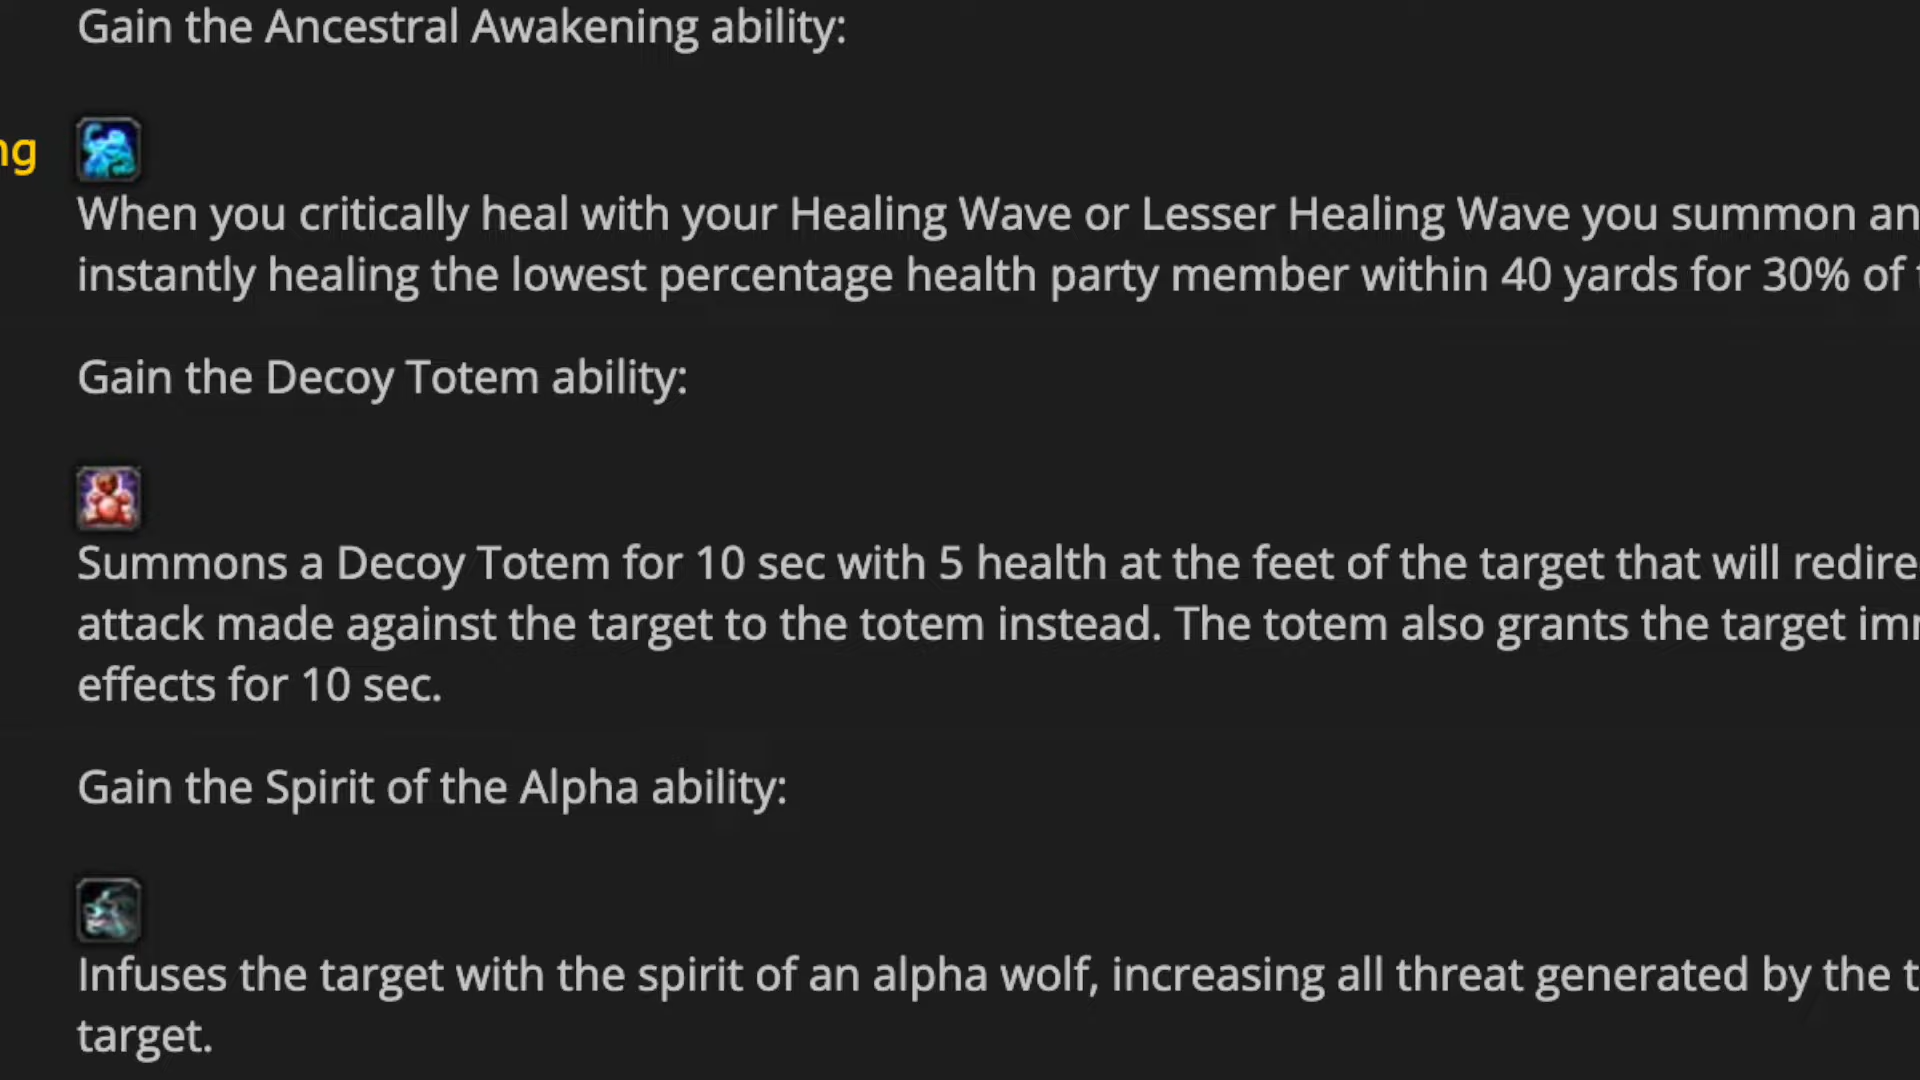 Gain the Ancestral Awakening ability:
ng
When you critically heal with your Healing Wave or Lesser Healing Wave you summon an
instantly healing the lowest percentage health party member within 40 yards for 30% of
Gain the Decoy Totem ability:
Summons a Decoy Totem for 10 sec with 5 health at the feet of the target that will redire
attack made against the target to the totem instead. The totem also grants the target im
effects for 10 sec.
Gain the Spirit of the Alpha ability:
Infuses the target with the spirit of an alpha wolf, increasing all threat generated by the t
target.